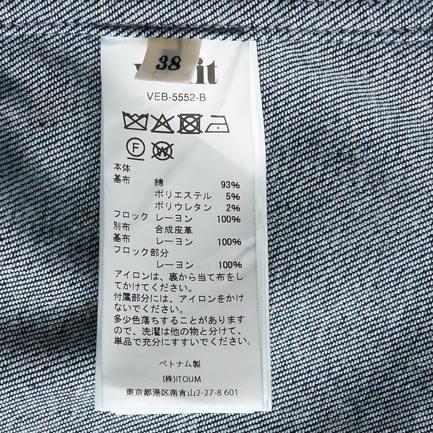 38
VEB-5552-B
F W
本体
基布 綿 93%
ポリエステル 5%
ポリウレタン 2%
フロック レーヨン 100%
別布 合成皮革
基布 レーヨン 100%
フロック部分
レーヨン 100%
アイロンは、裏から当て布をし
てかけてください。
付属部分には、アイロンをかけ
ないでください。
多少色落ちすることがあります
ので、洗濯は他の物と分けて、
単品で充分にすすいでください。
ベトナム製
(株)ITOUM
東京都港区南青山2-27-8 601